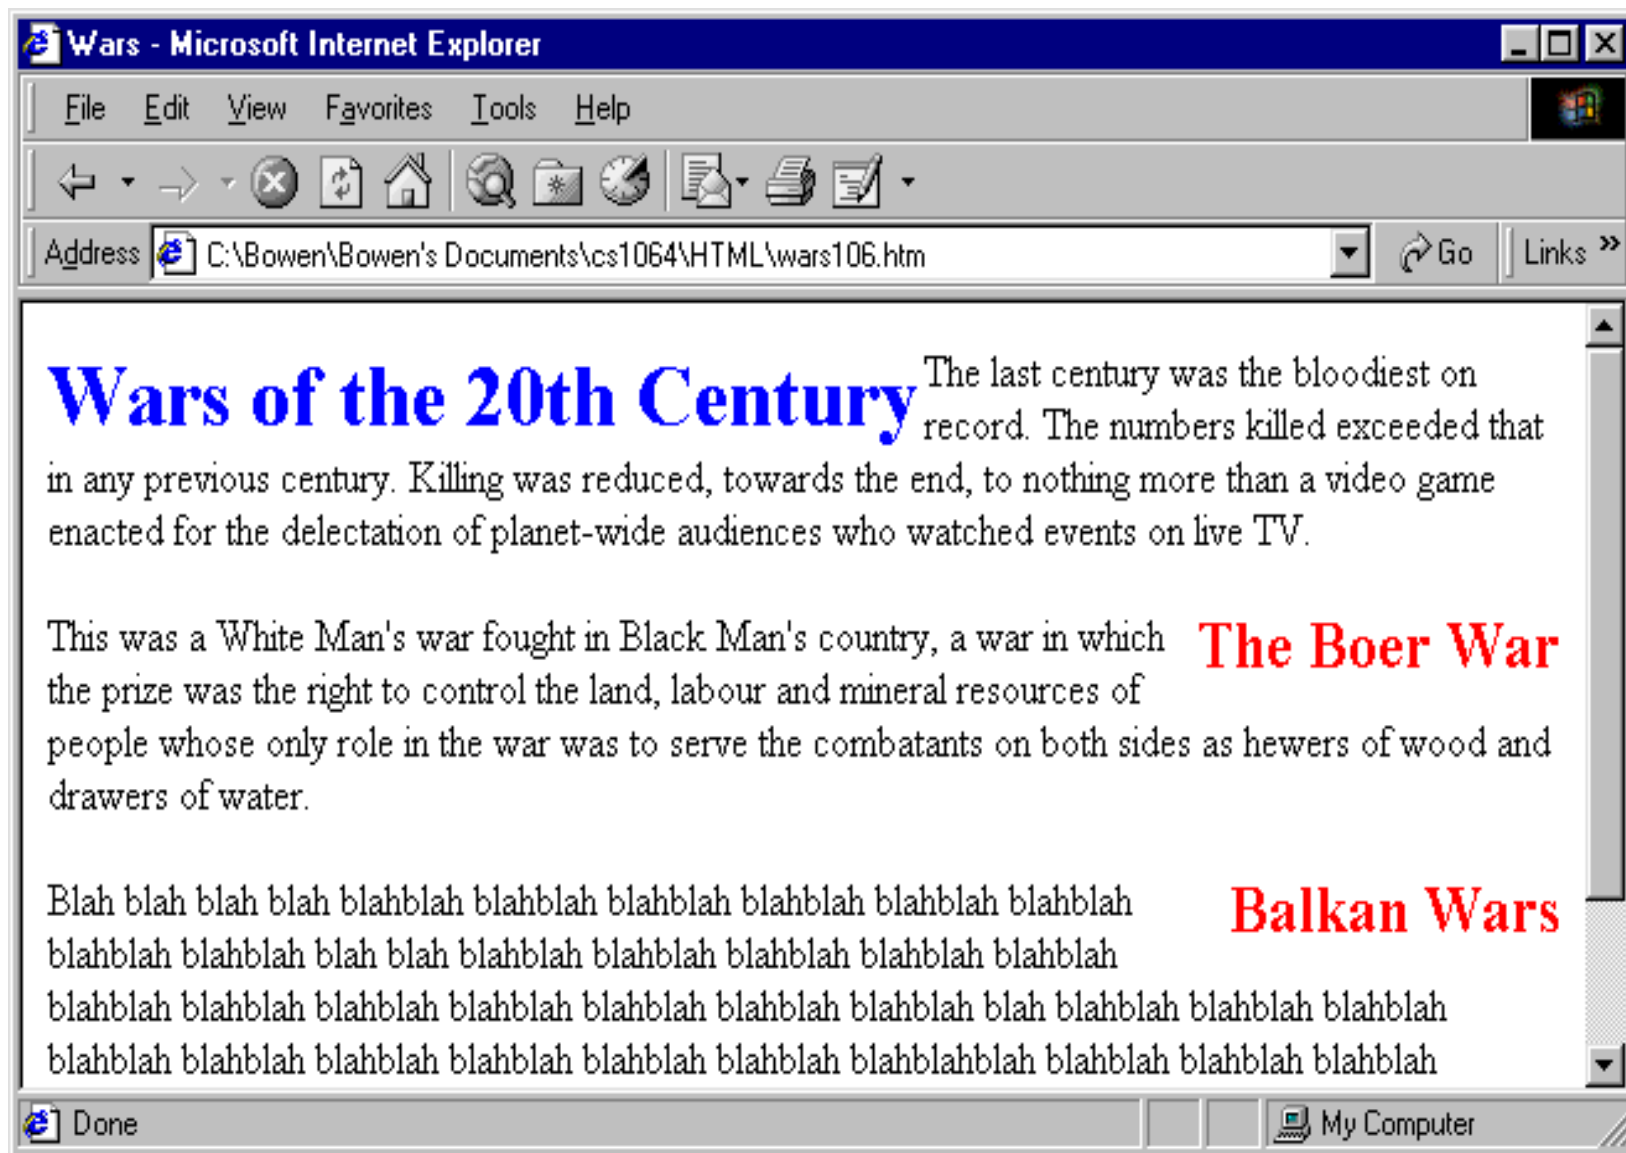 Wars - Microsoft Internet Explorer
File Edit View Favorites Tools Help
Address C:\Bowen\Bowen's Documents\cs1064\HTML\wars106.htm Go Links »
Wars of the 20th Century
The last century was the bloodiest on
record. The numbers killed exceeded that
in any previous century. Killing was reduced, towards the end, to nothing more than a video game
enacted for the delectation of planet-wide audiences who watched events on live TV.
The Boer War
This was a White Man's war fought in Black Man's country, a war in which
the prize was the right to control the land, labour and mineral resources of
people whose only role in the war was to serve the combatants on both sides as hewers of wood and
drawers of water.
Balkan Wars
Blah blah blah blah blahblah blahblah blahblah blahblah blahblah blahblah
blahblah blahblah blah blah blahblah blahblah blahblah blahblah blahblah
blahblah blahblah blahblah blahblah blahblah blahblah blahblah blah blahblah blahblah blahblah
blahblah blahblah blahblah blahblah blahblah blahblah blahblahblah blahblah blahblah blahblah
Done My Computer